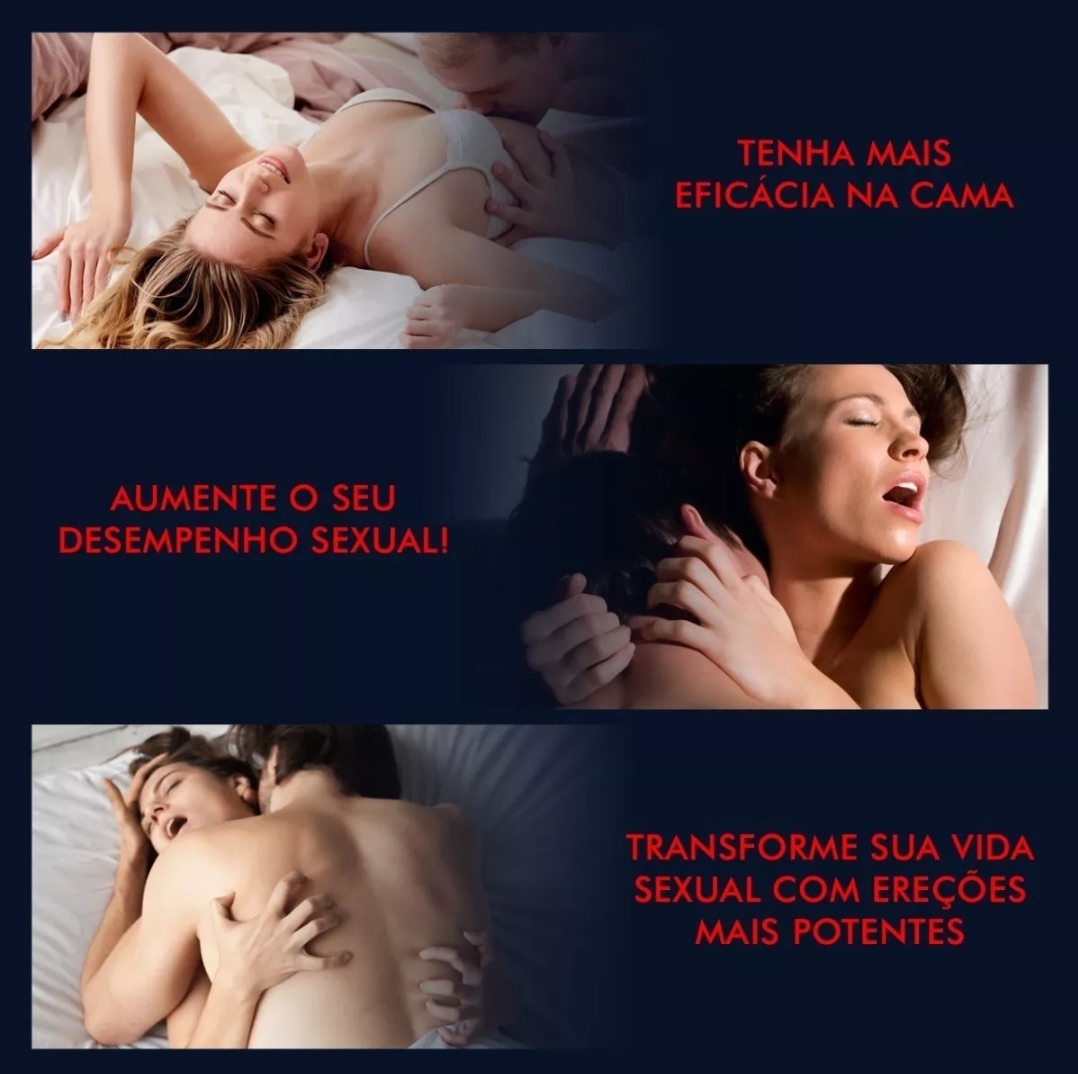 TENHA MAIS
EFICÁCIA NA CAMA
AUMENTE O SEU
DESEMPENHO SEXUAL!
TRANSFORME SUA VIDA
SEXUAL COM EREÇÕES
MAIS POTENTES